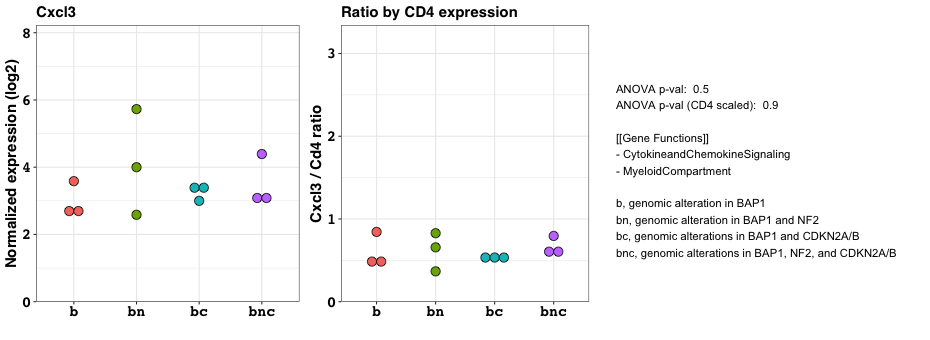 Cxcl3
Normalized expression (log2)
8
6
4
2
0
b
bn
bc
bnc
Ratio by CD4 expression
Cxcl3 / Cd4 ratio
3
2
1
0
b
bn
bc
bnc
ANOVA p-val:  0.5
ANOVA p-val (CD4 scaled):  0.9
[[Gene Functions]]
- CytokineandChemokineSignaling
- MyeloidCompartment
b, genomic alteration in BAP1
bn, genomic alteration in BAP1 and NF2
bc, genomic alterations in BAP1 and CDKN2A/B
bnc, genomic alterations in BAP1, NF2, and CDKN2A/B